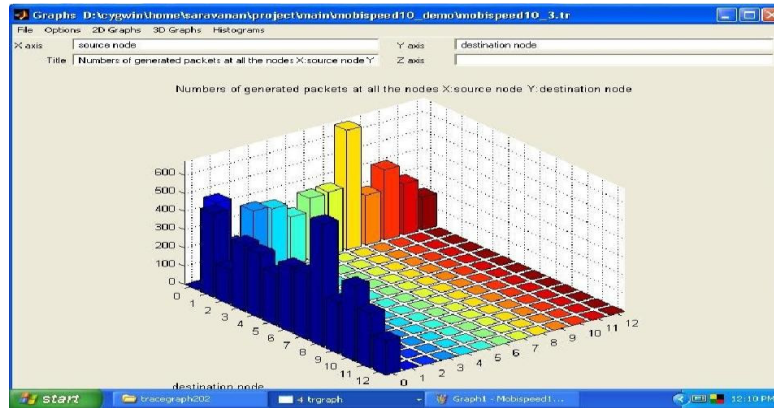 Graphs D:\cygwin\home\saravanan\project\main\mobispeed10_demo\mobispeed10_3.tr
File Options 2D Graphs 3D Graphs Histograms
X axis source node Y axis destination node
Title Numbers of generated packets at all the nodes X:source node Y Z axis
Numbers of generated packets at all the nodes X:source node Y:destination node
600
500
400
300
200
100
0
0 1 2 3 4 5 6 7 8 9 10 11 12
0 1 2 3 4 5 6 7 8 9 10 11 12
destination node
start tracegraph202 4 trgraph Graph1 - Mobispeed1... 12:10 PM